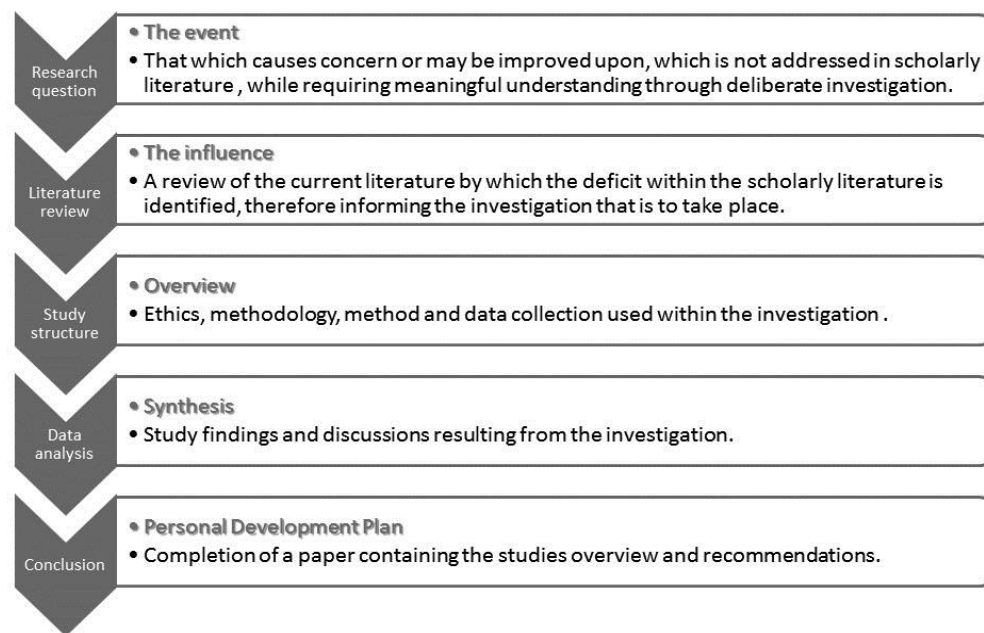 Research
question
• The event
• That which causes concern or may be improved upon, which is not addressed in scholarly
literature , while requiring meaningful understanding through deliberate investigation.
Literature
review
• The influence
• A review of the current literature by which the deficit within the scholarly literature is
identified, therefore informing the investigation that is to take place.
Study
structure
• Overview
• Ethics, methodology, method and data collection used within the investigation .
Data
analysis
• Synthesis
• Study findings and discussions resulting from the investigation.
Conclusion
• Personal Development Plan
• Completion of a paper containing the studies overview and recommendations.